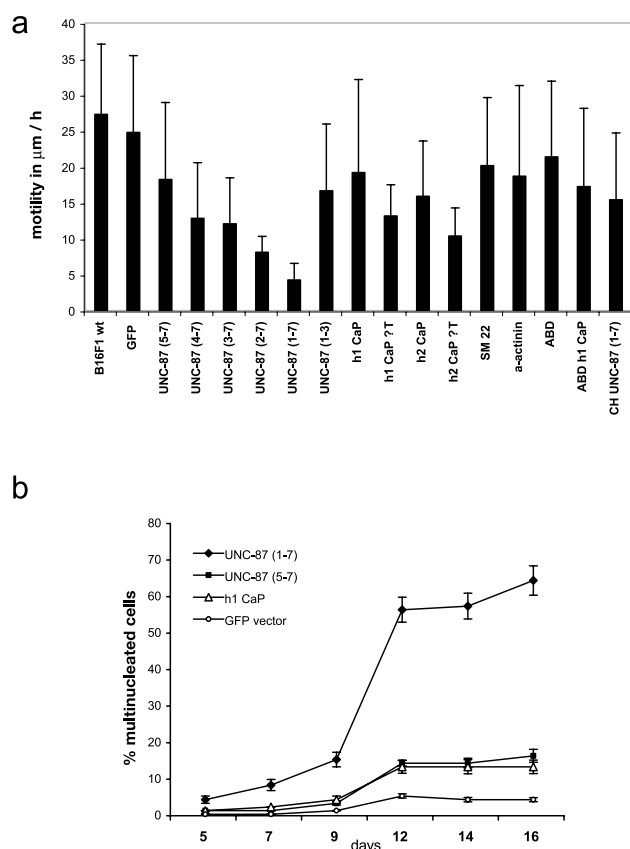 a
motility in µm / h
40
35
30
25
20
15
10
5
0
B16F1 wt
GFP
UNC-87 (5-7)
UNC-87 (4-7)
UNC-87 (3-7)
UNC-87 (2-7)
UNC-87 (1-7)
UNC-87 (1-3)
h1 CaP
h1 CaP ?T
h2 CaP
h2 CaP ?T
SM 22
a-actinin
ABD
ABD h1 CaP
CH UNC-87 (1-7)
b
% multinucleated cells
80
70
60
50
40
30
20
10
0
UNC-87 (1-7)
UNC-87 (5-7)
h1 CaP
GFP vector
5 7 9 12 14 16
days